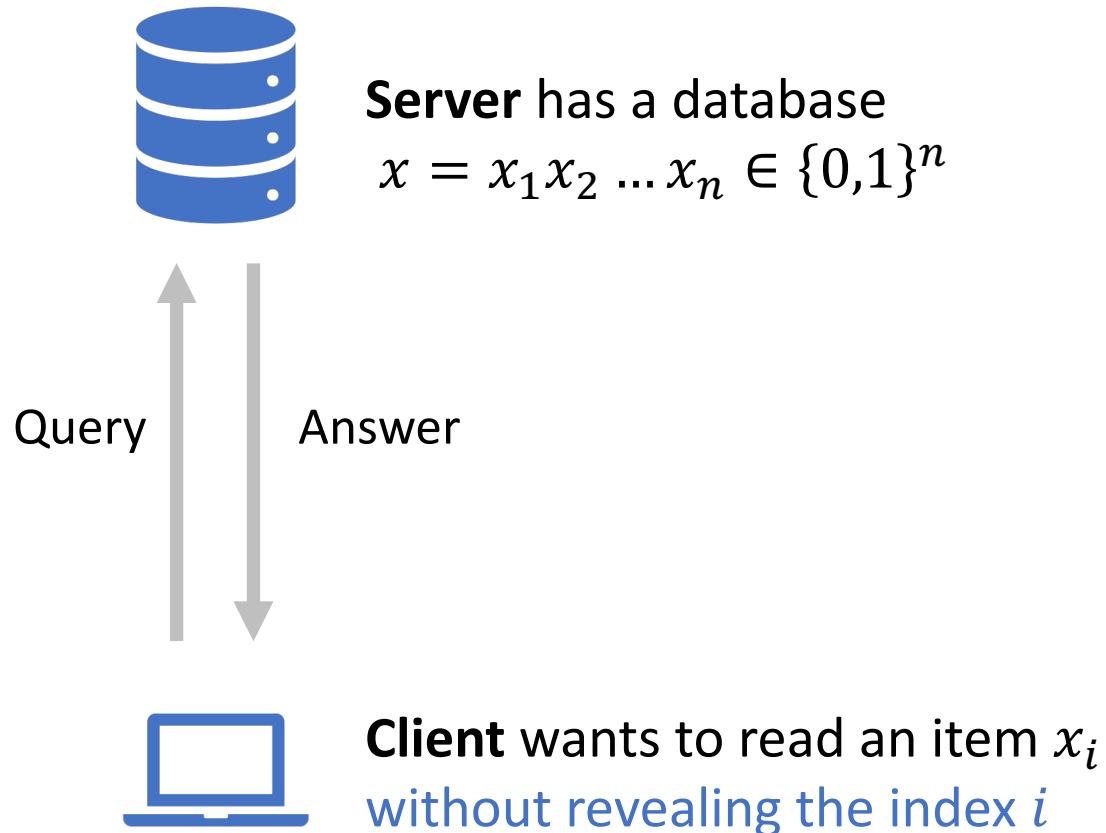 Server has a database
x = x₁x₂ … xₙ ∈ {0,1}ⁿ
Query
Answer
Client wants to read an item xᵢ
without revealing the index i